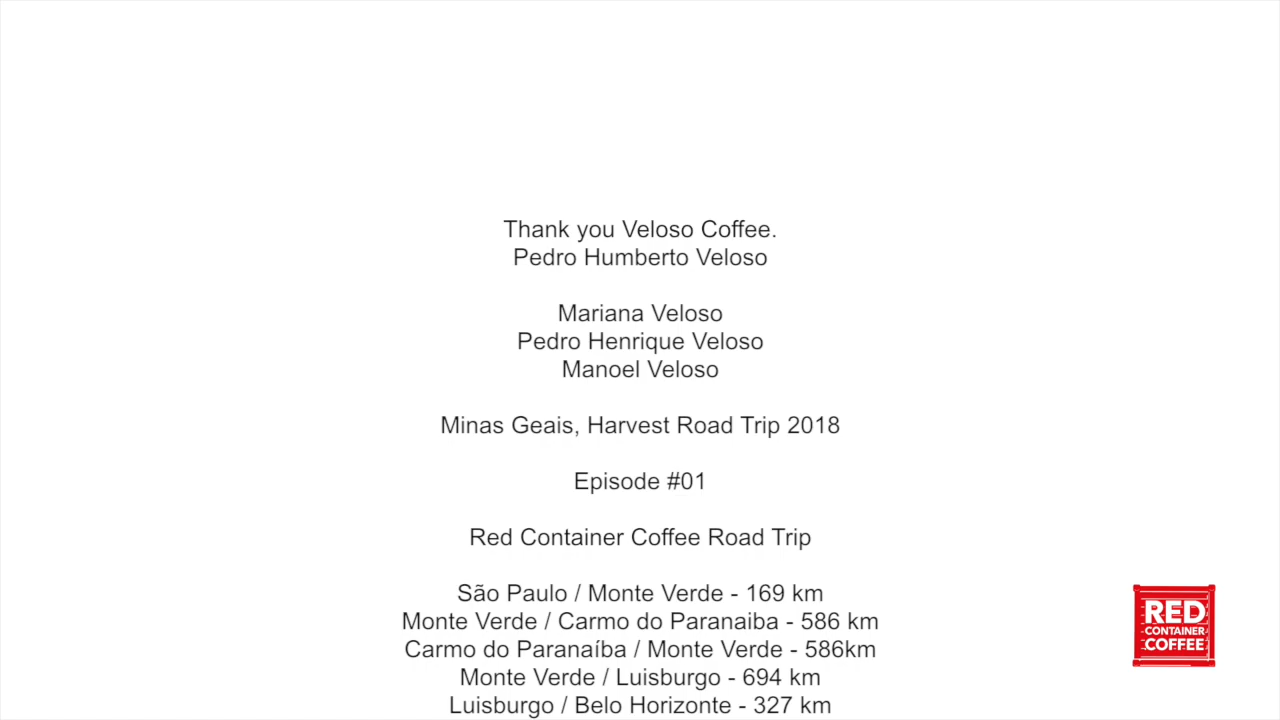 Thank you Veloso Coffee.
Pedro Humberto Veloso
Mariana Veloso
Pedro Henrique Veloso
Manoel Veloso
Minas Geais, Harvest Road Trip 2018
Episode #01
Red Container Coffee Road Trip
São Paulo / Monte Verde - 169 km
Monte Verde / Carmo do Paranaiba - 586 km
Carmo do Paranaíba / Monte Verde - 586km
Monte Verde / Luisburgo - 694 km
Luisburgo / Belo Horizonte - 327 km
RED
CONTAINER
COFFEE